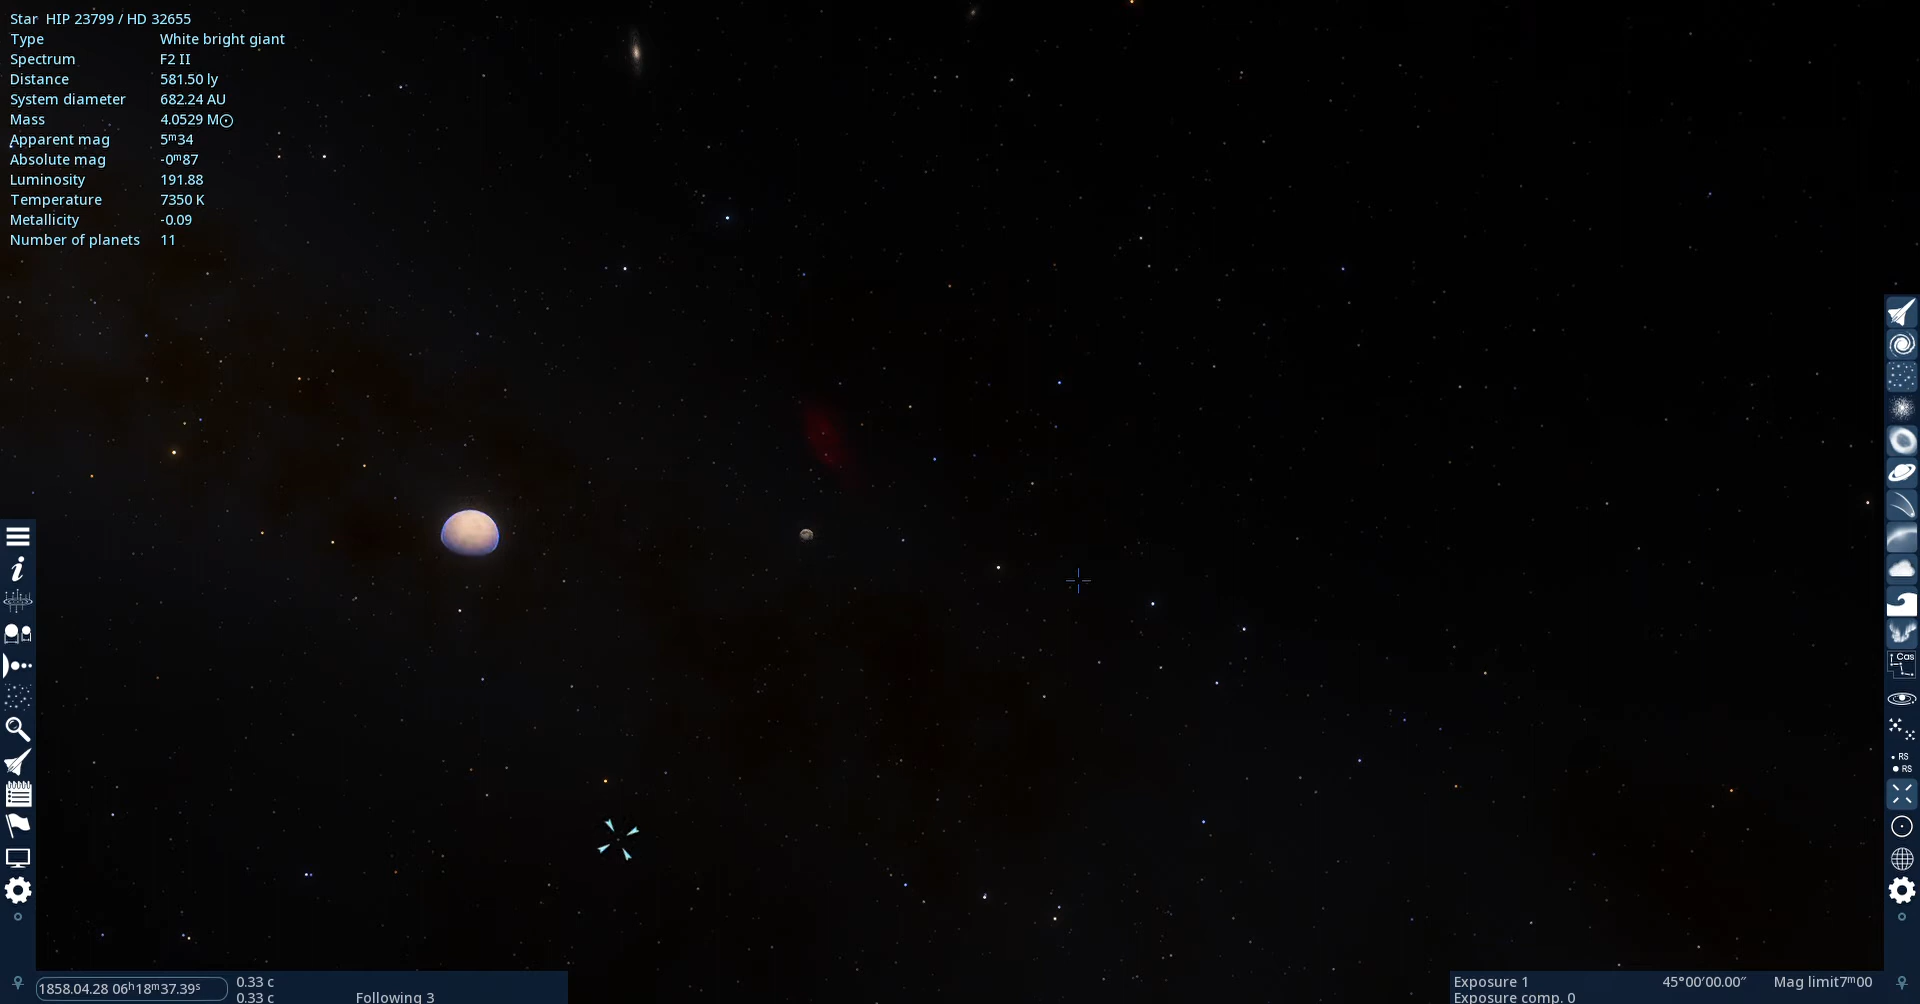 Star HIP 23799 / HD 32655
Type White bright giant
Spectrum F2 II
Distance 581.50 ly
System diameter 682.24 AU
Mass 4.0529 M☉
Apparent mag 5ᵐ34
Absolute mag -0ᵐ87
Luminosity 191.88
Temperature 7350 K
Metallicity -0.09
Number of planets 11
Cas
RS
RS
1858.04.28 06ʰ18ᵐ37.39ˢ
0.33 c
0.33 c Following 3
Exposure 1 45°00′00.00″ Mag limit7ᵐ00
Exposure comp. 0